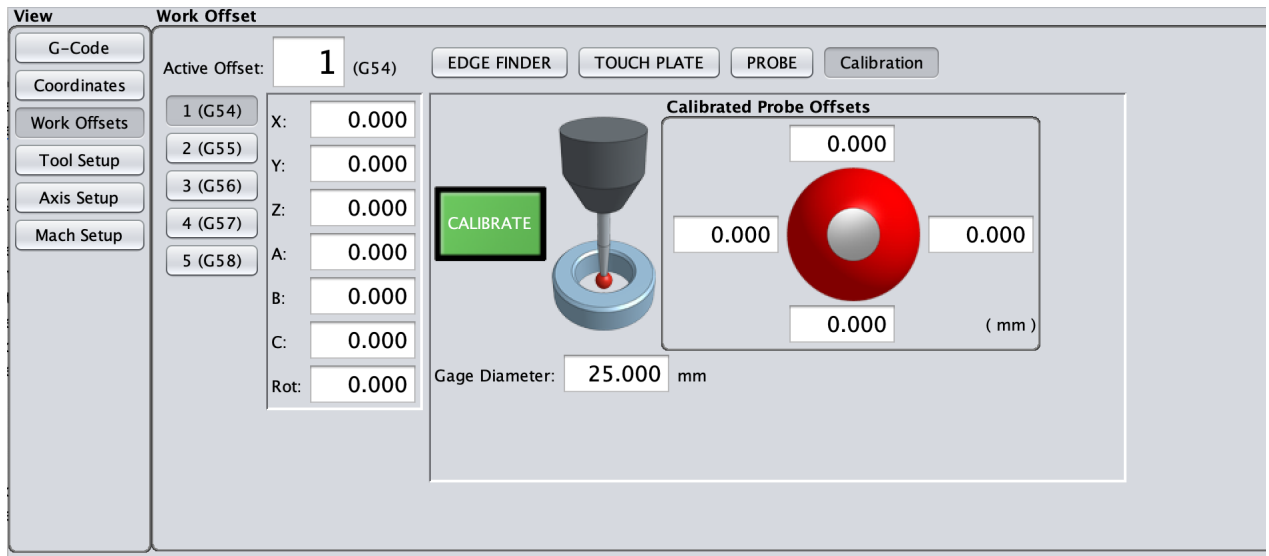 View
Work Offset
G-Code
Coordinates
Work Offsets
Tool Setup
Axis Setup
Mach Setup
Active Offset: 1 (G54)
1 (G54)
2 (G55)
3 (G56)
4 (G57)
5 (G58)
X: 0.000
Y: 0.000
Z: 0.000
A: 0.000
B: 0.000
C: 0.000
Rot: 0.000
EDGE FINDER
TOUCH PLATE
PROBE
Calibration
CALIBRATE
Calibrated Probe Offsets
0.000
0.000 0.000
0.000 ( mm )
Gage Diameter: 25.000 mm